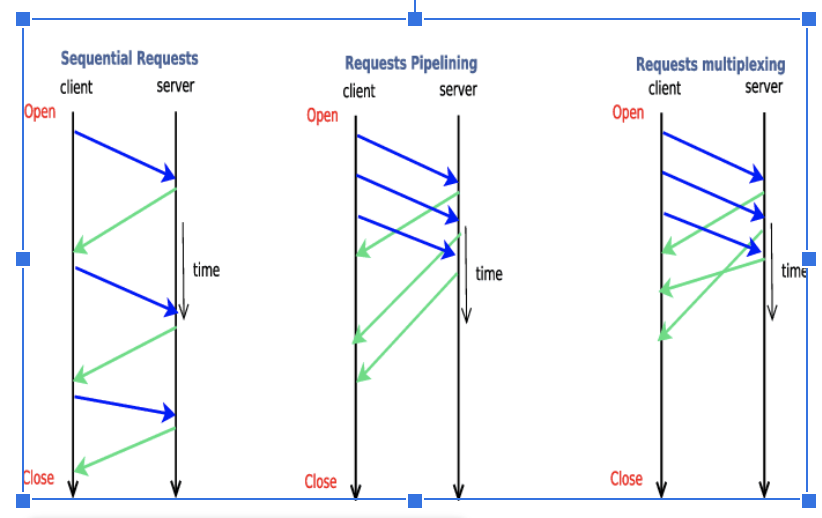 Sequential Requests
client
server
Open
time
Close
Requests Pipelining
client
server
Open
time
Close
Requests multiplexing
client
server
Open
time
Close